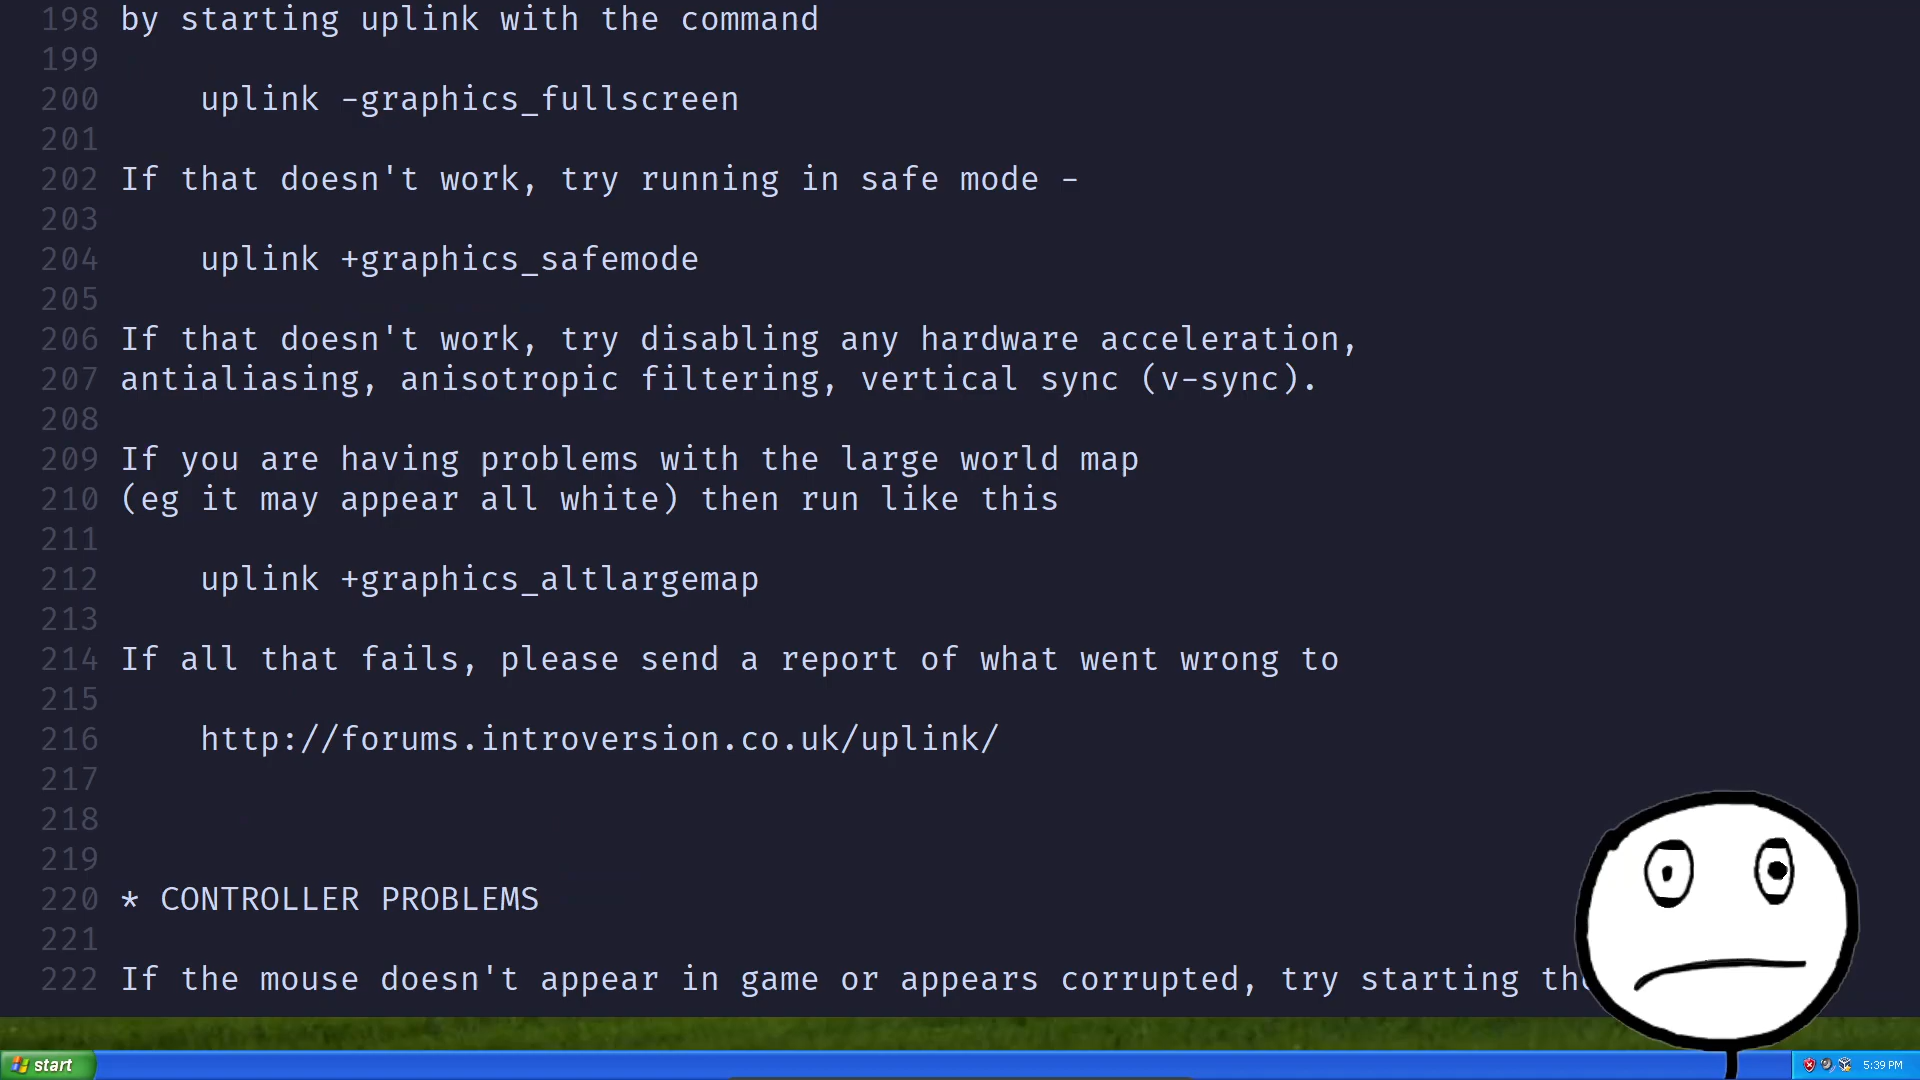 198 by starting uplink with the command
199
200 uplink -graphics_fullscreen
201
202 If that doesn't work, try running in safe mode -
203
204 uplink +graphics_safemode
205
206 If that doesn't work, try disabling any hardware acceleration,
207 antialiasing, anisotropic filtering, vertical sync (v-sync).
208
209 If you are having problems with the large world map
210 (eg it may appear all white) then run like this
211
212 uplink +graphics_altlargemap
213
214 If all that fails, please send a report of what went wrong to
215
216 http://forums.introversion.co.uk/uplink/
217
218
219
220 * CONTROLLER PROBLEMS
221
222 If the mouse doesn't appear in game or appears corrupted, try starting
start
5:39 PM